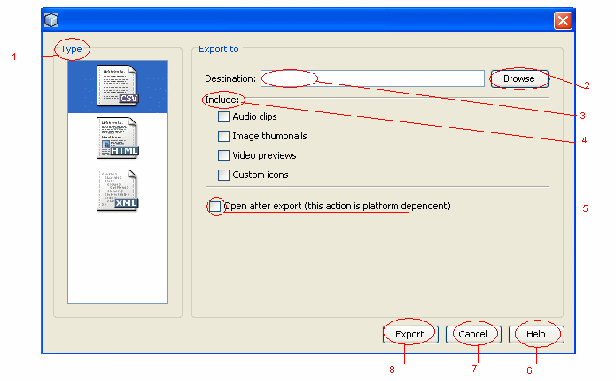 1
Type
Export to
CSV
HTML
XML
Destination:
Browse
2
3
Include:
4
Audio clips
Image thumbnails
Video previews
Custom icons
Open after export (this action is platform dependent)
5
Export
Cancel
Help
8
7
6